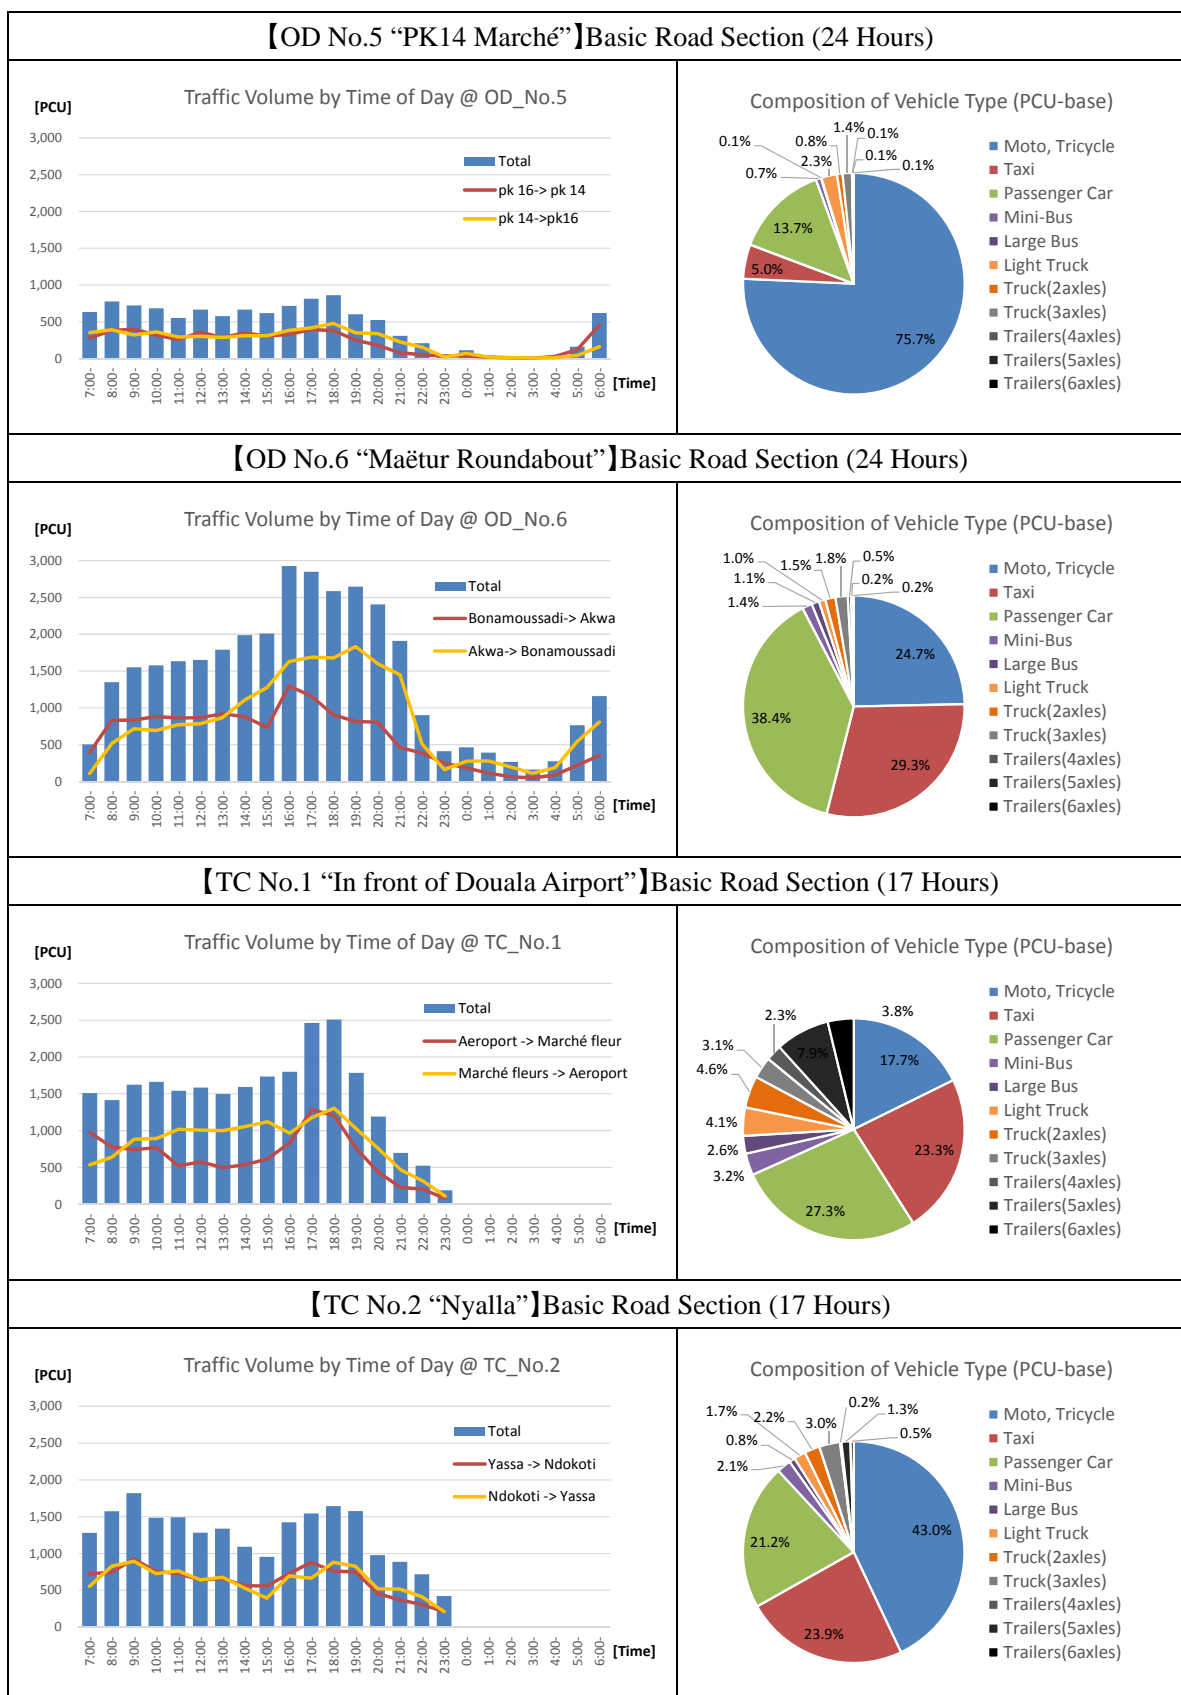 【OD No.5 “PK14 Marché”】Basic Road Section (24 Hours)
Traffic Volume by Time of Day @ OD_No.5
[PCU]
3,000
2,500
2,000
1,500
1,000
500
0
Total
pk 16-> pk 14
pk 14->pk16
7:00- 8:00- 9:00- 10:00- 11:00- 12:00- 13:00- 14:00- 15:00- 16:00- 17:00- 18:00- 19:00- 20:00- 21:00- 22:00- 23:00- 0:00- 1:00- 2:00- 3:00- 4:00- 5:00- 6:00-
[Time]
Composition of Vehicle Type (PCU-base)
0.1%
0.7%
2.3%
0.8%
1.4%
0.1%
0.1%
0.1%
13.7%
5.0%
75.7%
Moto, Tricycle
Taxi
Passenger Car
Mini-Bus
Large Bus
Light Truck
Truck(2axles)
Truck(3axles)
Trailers(4axles)
Trailers(5axles)
Trailers(6axles)
【OD No.6 “Maëtur Roundabout”】Basic Road Section (24 Hours)
Traffic Volume by Time of Day @ OD_No.6
[PCU]
3,000
2,500
2,000
1,500
1,000
500
0
Total
Bonamoussadi-> Akwa
Akwa-> Bonamoussadi
7:00- 8:00- 9:00- 10:00- 11:00- 12:00- 13:00- 14:00- 15:00- 16:00- 17:00- 18:00- 19:00- 20:00- 21:00- 22:00- 23:00- 0:00- 1:00- 2:00- 3:00- 4:00- 5:00- 6:00-
[Time]
Composition of Vehicle Type (PCU-base)
1.4%
1.1%
1.0%
1.5%
1.8%
0.5%
0.2%
0.2%
24.7%
38.4%
29.3%
Moto, Tricycle
Taxi
Passenger Car
Mini-Bus
Large Bus
Light Truck
Truck(2axles)
Truck(3axles)
Trailers(4axles)
Trailers(5axles)
Trailers(6axles)
【TC No.1 “In front of Douala Airport”】Basic Road Section (17 Hours)
Traffic Volume by Time of Day @ TC_No.1
[PCU]
3,000
2,500
2,000
1,500
1,000
500
0
Total
Aeroport -> Marché fleur
Marché fleurs -> Aeroport
7:00- 8:00- 9:00- 10:00- 11:00- 12:00- 13:00- 14:00- 15:00- 16:00- 17:00- 18:00- 19:00- 20:00- 21:00- 22:00- 23:00- 0:00- 1:00- 2:00- 3:00- 4:00- 5:00- 6:00-
[Time]
Composition of Vehicle Type (PCU-base)
3.8%
2.3%
7.9%
3.1%
4.6%
4.1%
2.6%
3.2%
17.7%
23.3%
27.3%
Moto, Tricycle
Taxi
Passenger Car
Mini-Bus
Large Bus
Light Truck
Truck(2axles)
Truck(3axles)
Trailers(4axles)
Trailers(5axles)
Trailers(6axles)
【TC No.2 “Nyalla”】Basic Road Section (17 Hours)
Traffic Volume by Time of Day @ TC_No.2
[PCU]
3,000
2,500
2,000
1,500
1,000
500
0
Total
Yassa -> Ndokoti
Ndokoti -> Yassa
7:00- 8:00- 9:00- 10:00- 11:00- 12:00- 13:00- 14:00- 15:00- 16:00- 17:00- 18:00- 19:00- 20:00- 21:00- 22:00- 23:00- 0:00- 1:00- 2:00- 3:00- 4:00- 5:00- 6:00-
[Time]
Composition of Vehicle Type (PCU-base)
2.1%
0.8%
1.7%
2.2%
3.0%
0.2%
1.3%
0.5%
43.0%
21.2%
23.9%
Moto, Tricycle
Taxi
Passenger Car
Mini-Bus
Large Bus
Light Truck
Truck(2axles)
Truck(3axles)
Trailers(4axles)
Trailers(5axles)
Trailers(6axles)